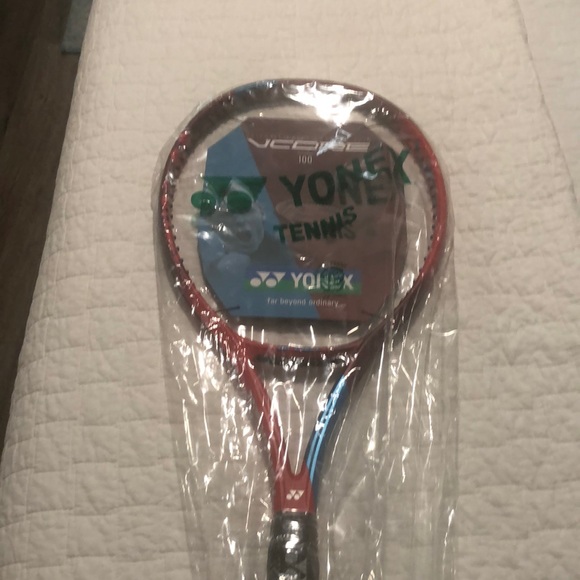 VCORE
100
YONEX
TENNIS
YONEX
far beyond ordinary